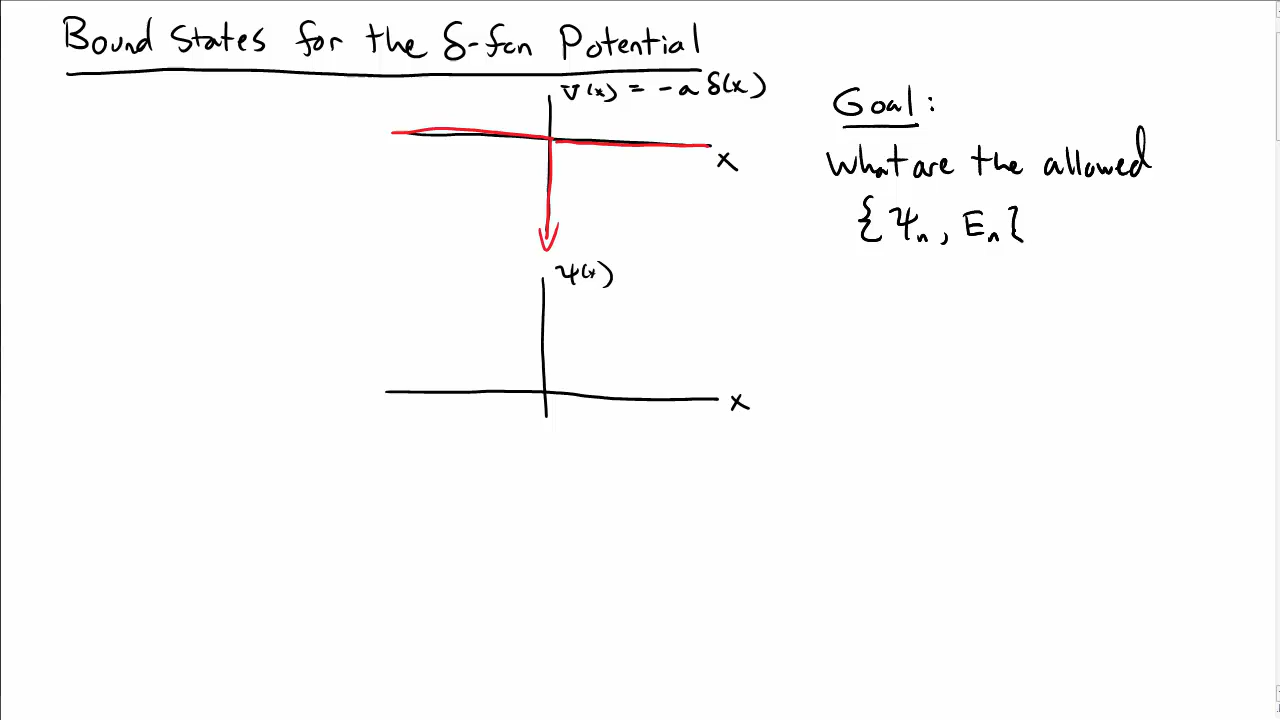 Bound States for the δ-fcn Potential
V(x) = -a δ(x)
Goal:
x
What are the allowed
{Ψn, En}
Ψ(x)
x